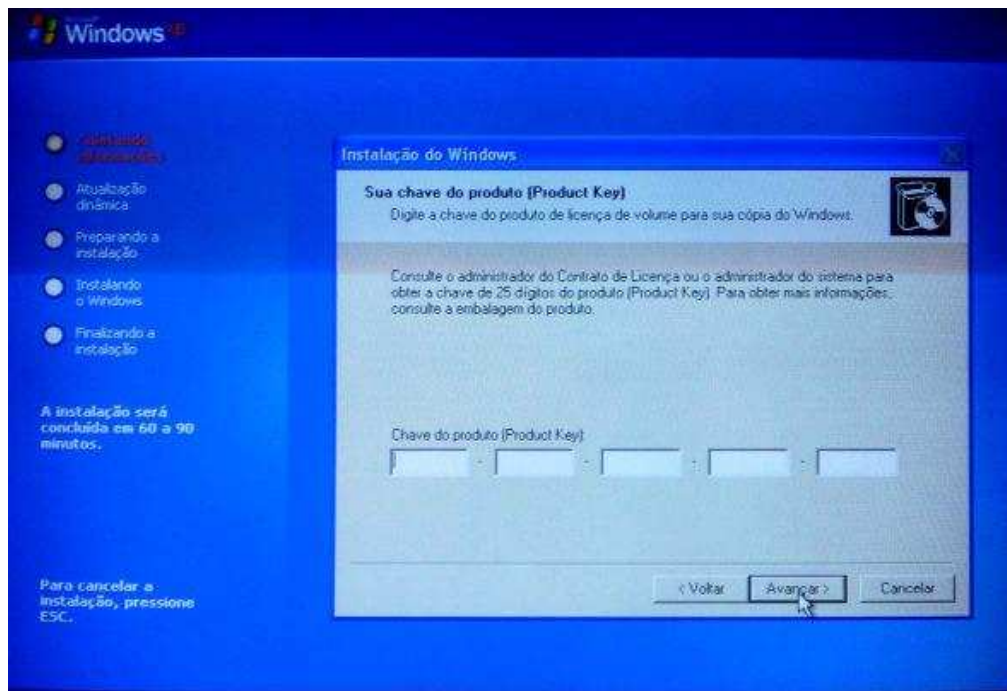 Microsoft
Windows XP
Coletando
informações
Atualização
dinâmica
Preparando a
instalação
Instalando
o Windows
Finalizando a
instalação
A instalação será
concluída em 60 a 90
minutos.
Para cancelar a
instalação, pressione
ESC.
Instalação do Windows
Sua chave do produto (Product Key)
Digite a chave do produto de licença de volume para sua cópia do Windows.
Consulte o administrador do Contrato de Licença ou o administrador do sistema para
obter a chave de 25 dígitos do produto (Product Key). Para obter mais informações,
consulte a embalagem do produto.
Chave do produto (Product Key):
- - - -
< Voltar
Avançar >
Cancelar